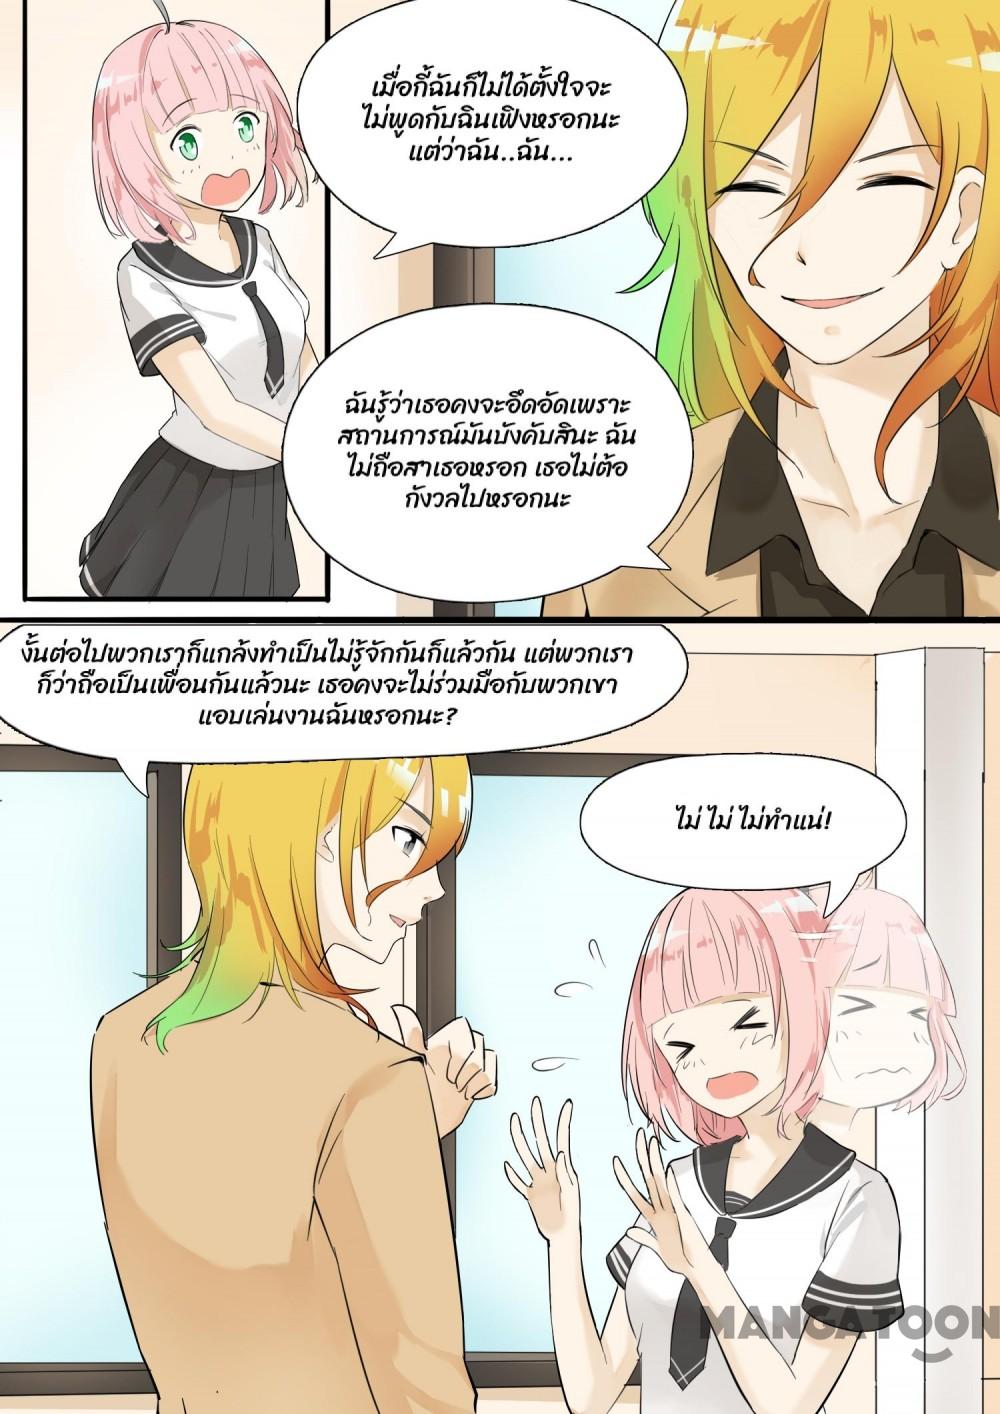 เมื่อกี้ฉันก็ไม่ได้ตั้งใจจะ
ไม่พูดกับฉินเฟิงหรอกนะ
แต่ว่าฉัน..ฉัน...
ฉันรู้ว่าเธอคงจะอึดอัดเพราะ
สถานการณ์มันบังคับสินะ ฉัน
ไม่ถือสาเธอหรอก เธอไม่ต้อ
กังวลไปหรอกนะ
งั้นต่อไปพวกเราก็แกล้งทำเป็นไม่รู้จักกันก็แล้วกัน แต่พวกเรา
ก็ว่าถือเป็นเพื่อนกันแล้วนะ เธอคงจะไม่ร่วมมือกับพวกเขา
แอบเล่นงานฉันหรอกนะ?
ไม่ ไม่ ไม่ทำแน่!
MANGATOON